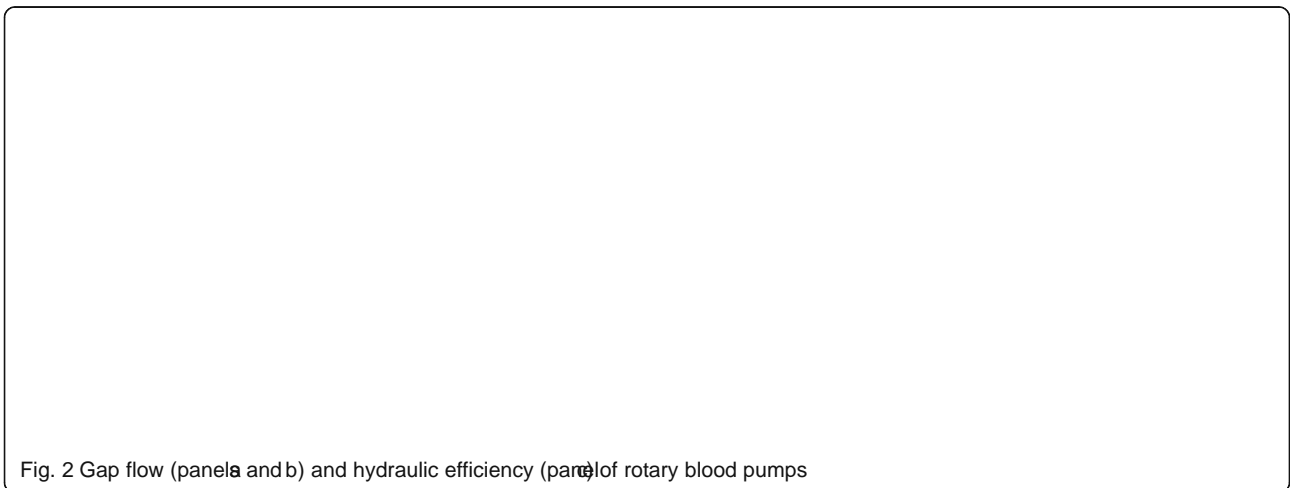 Fig. 2 Gap flow (panels a and b) and hydraulic efficiency (panel c) of rotary blood pumps